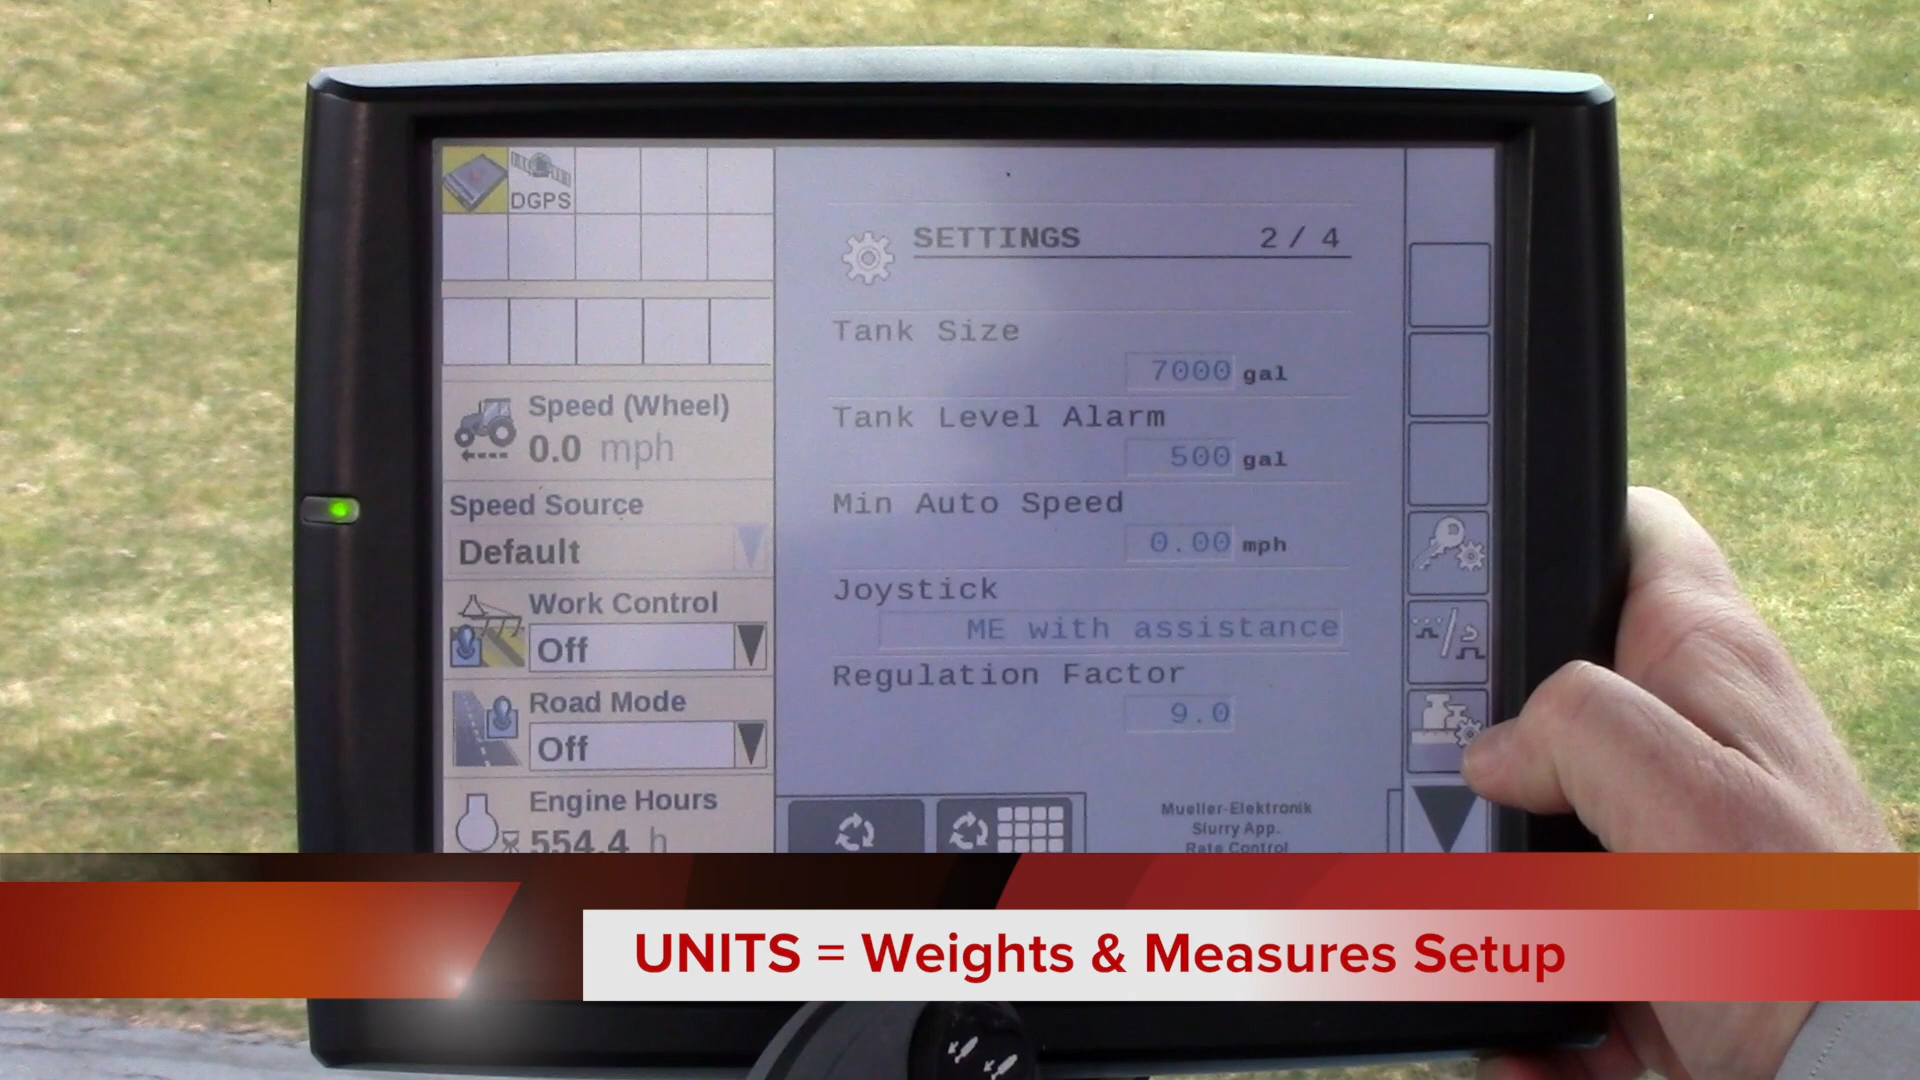 DGPS
Speed (Wheel)
0.0 mph
Speed Source
Default
Work Control
Off
Road Mode
Off
Engine Hours
554.4 h
SETTINGS 2 / 4
Tank Size
7000 gal
Tank Level Alarm
500 gal
Min Auto Speed
0.00 mph
Joystick
ME with assistance
Regulation Factor
9.0
Mueller-Elektronik
Slurry App.
Rate Control
UNITS = Weights & Measures Setup